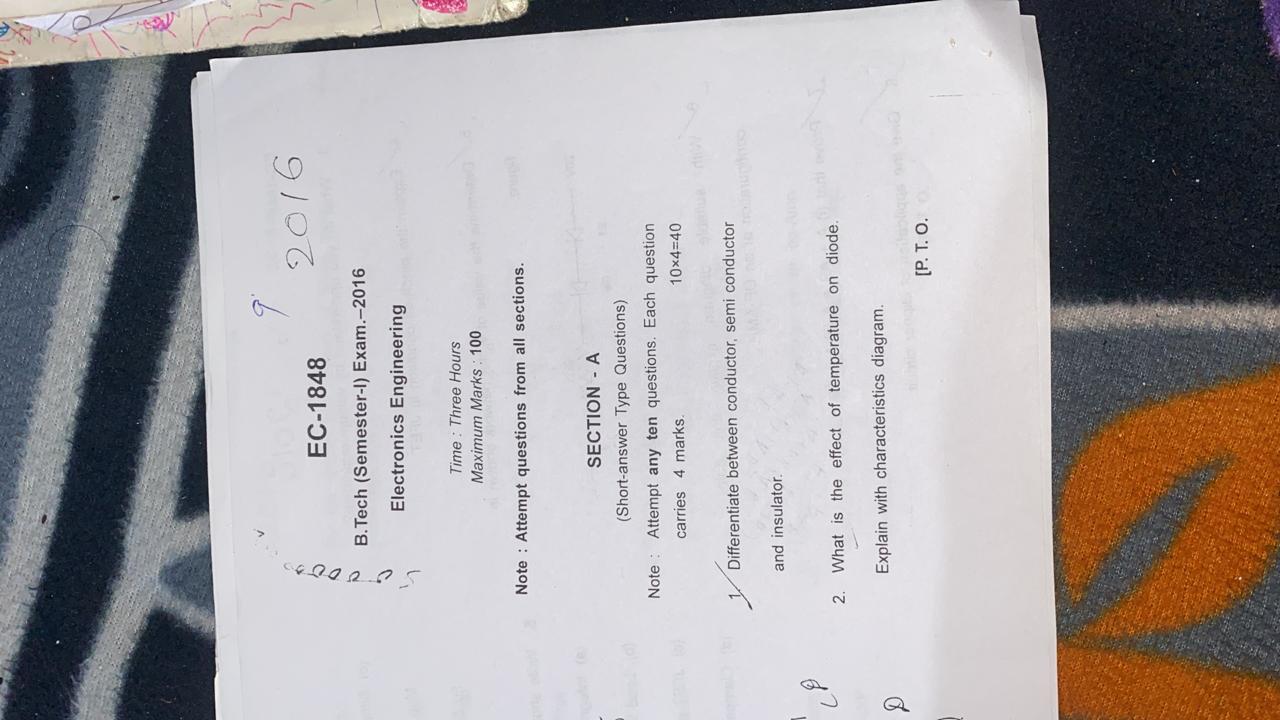 2016
EC-1848
B.Tech (Semester-I) Exam.–2016
Electronics Engineering
Time : Three Hours
Maximum Marks : 100
Note : Attempt questions from all sections.
SECTION - A
(Short-answer Type Questions)
Note : Attempt any ten questions. Each question
carries 4 marks. 10×4=40
1. Differentiate between conductor, semi conductor
and insulator.
2. What is the effect of temperature on diode.
Explain with characteristics diagram.
[P. T. O.